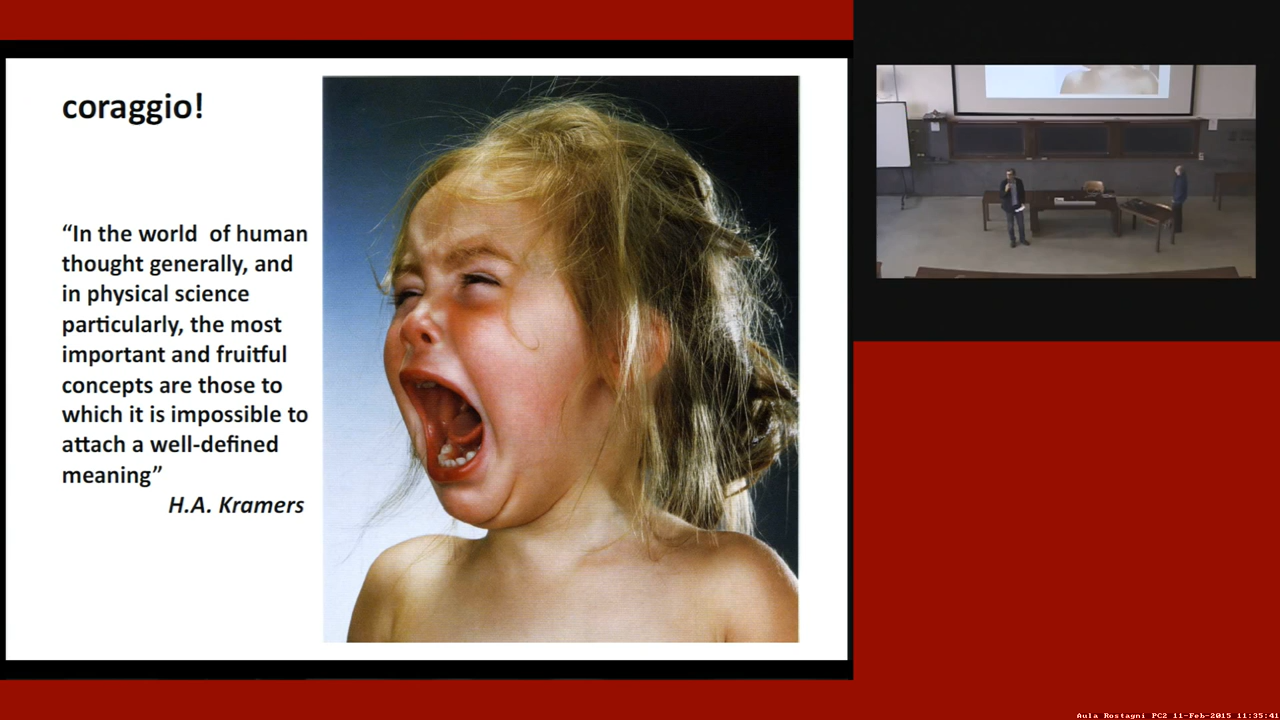 coraggio!
“In the world of human
thought generally, and
in physical science
particularly, the most
important and fruitful
concepts are those to
which it is impossible to
attach a well-defined
meaning”
H.A. Kramers
Aula Rostagni PC2 11-Feb-2015 11:35:41